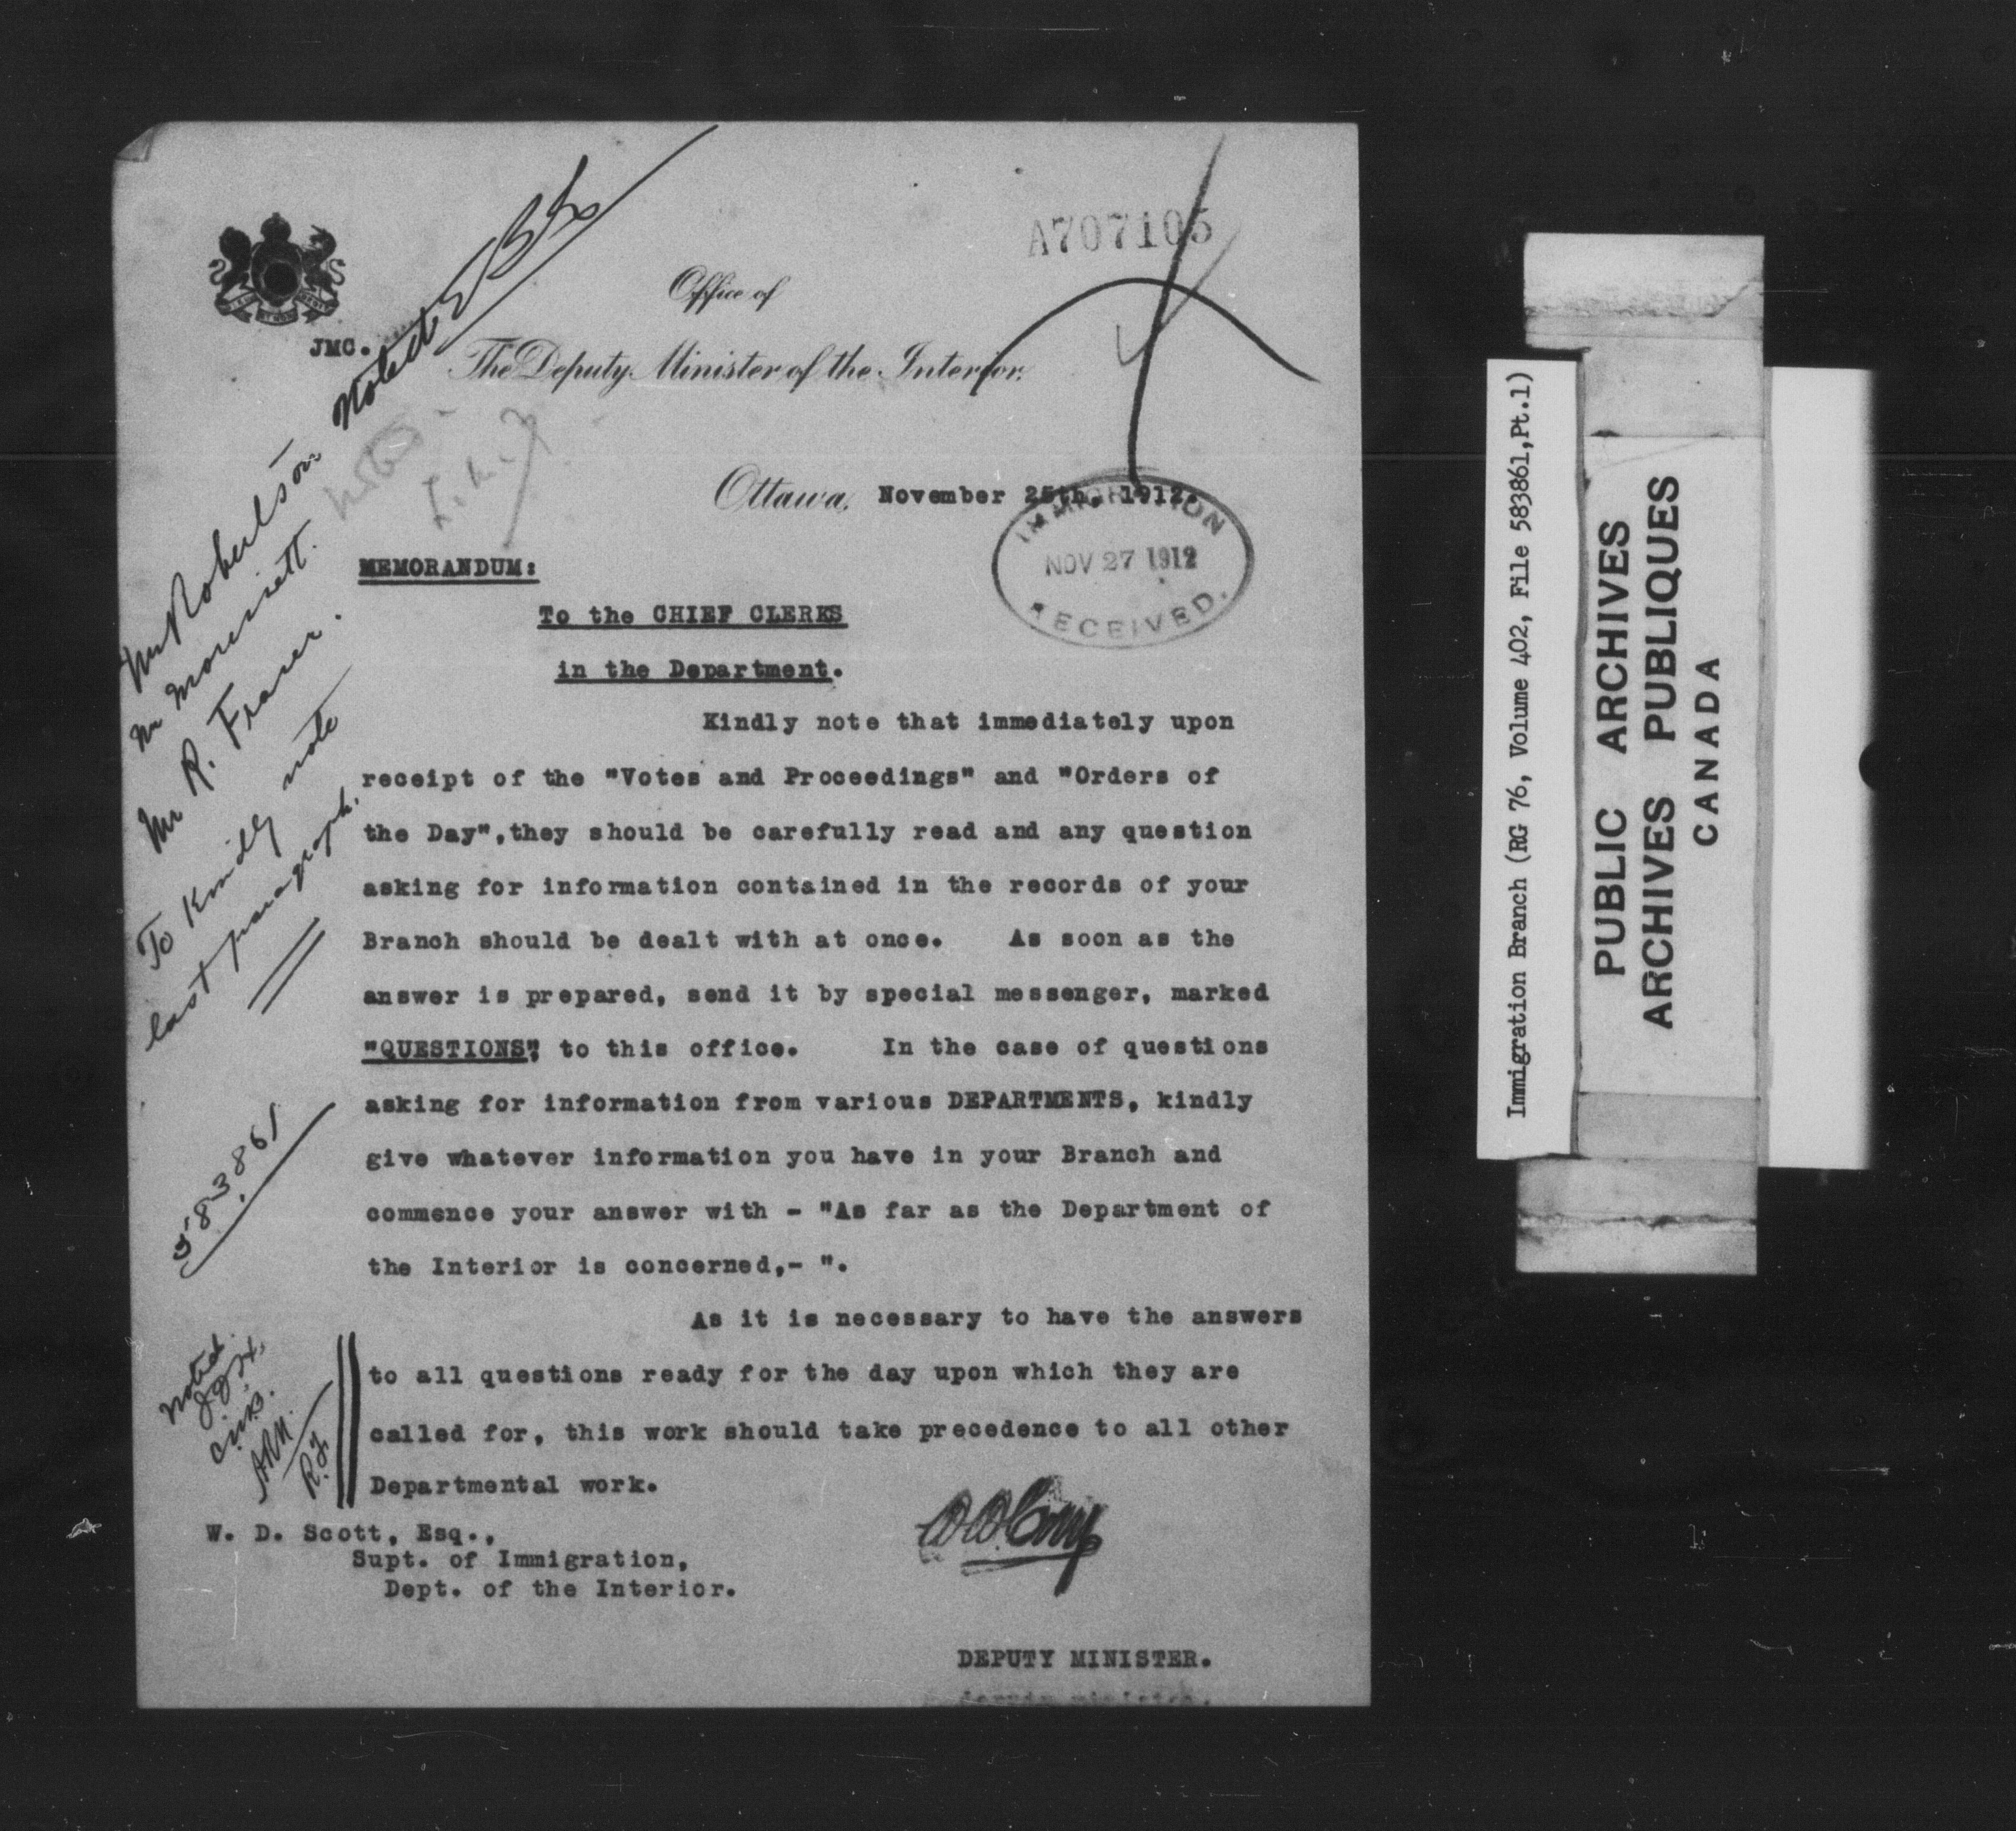 A707105
Office of
JMC.
The Deputy Minister of the Interior.
Noted
Ottawa, November 25th, 1912.
IMMIGRATION
NOV 27 1912
RECEIVED.
Mr Robertson
Mr
Mr R. Fraser.
To Kindly note
last paragraph.
583861
MEMORANDUM:
To the CHIEF CLERKS
in the Department.
Kindly note that immediately upon
receipt of the "Votes and Proceedings" and "Orders of
the Day", they should be carefully read and any question
asking for information contained in the records of your
Branch should be dealt with at once. As soon as the
answer is prepared, send it by special messenger, marked
"QUESTIONS", to this office. In the case of questions
asking for information from various DEPARTMENTS, kindly
give whatever information you have in your Branch and
commence your answer with - "As far as the Department of
the Interior is concerned,- ".
As it is necessary to have the answers
to all questions ready for the day upon which they are
called for, this work should take precedence to all other
Departmental work.
Noted
R.F.
W. D. Scott, Esq.,
Supt. of Immigration,
Dept. of the Interior.
DEPUTY MINISTER.
Immigration Branch (RG 76, Volume 402, File 583861,Pt.1)
PUBLIC ARCHIVES
ARCHIVES PUBLIQUES
CANADA